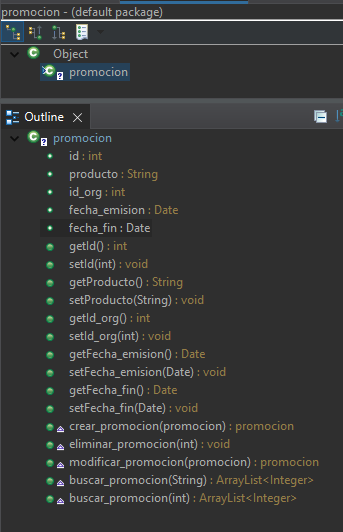 promocion - (default package)
Object
promocion
Outline
promocion
id : int
producto : String
id_org : int
fecha_emision : Date
fecha_fin : Date
getId() : int
setId(int) : void
getProducto() : String
setProducto(String) : void
getId_org() : int
setId_org(int) : void
getFecha_emision() : Date
setFecha_emision(Date) : void
getFecha_fin() : Date
setFecha_fin(Date) : void
crear_promocion(promocion) : promocion
eliminar_promocion(int) : void
modificar_promocion(promocion) : promocion
buscar_promocion(String) : ArrayList<Integer>
buscar_promocion(int) : ArrayList<Integer>